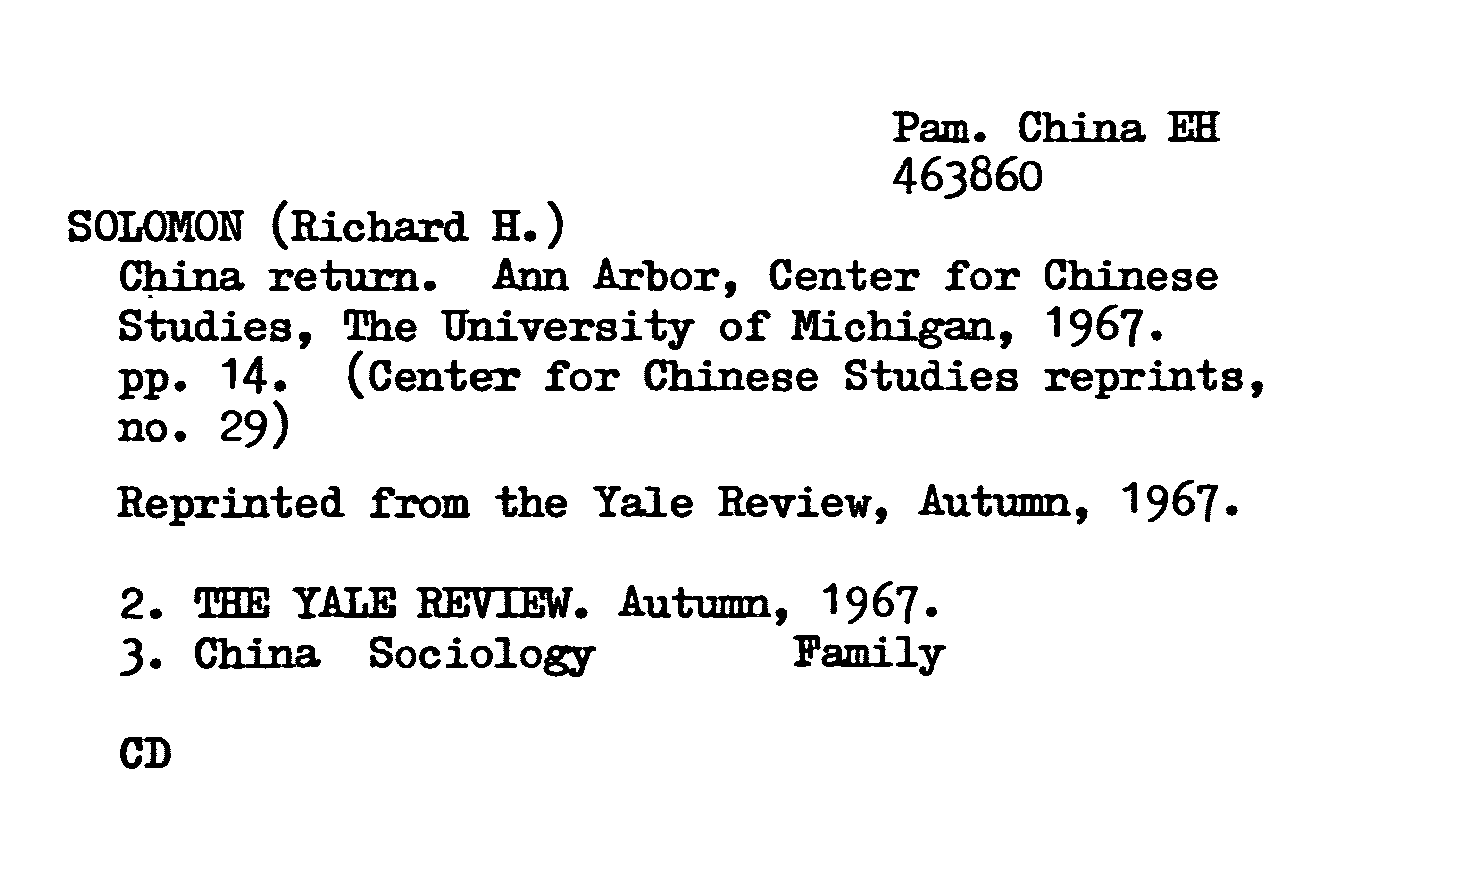 Pam. China EH
463860
SOLOMON (Richard H.)
China return. Ann Arbor, Center for Chinese
Studies, The University of Michigan, 1967.
pp. 14. (Center for Chinese Studies reprints,
no. 29)
Reprinted from the Yale Review, Autumn, 1967.
2. THE YALE REVIEW. Autumn, 1967.
3. China Sociology Family
CD